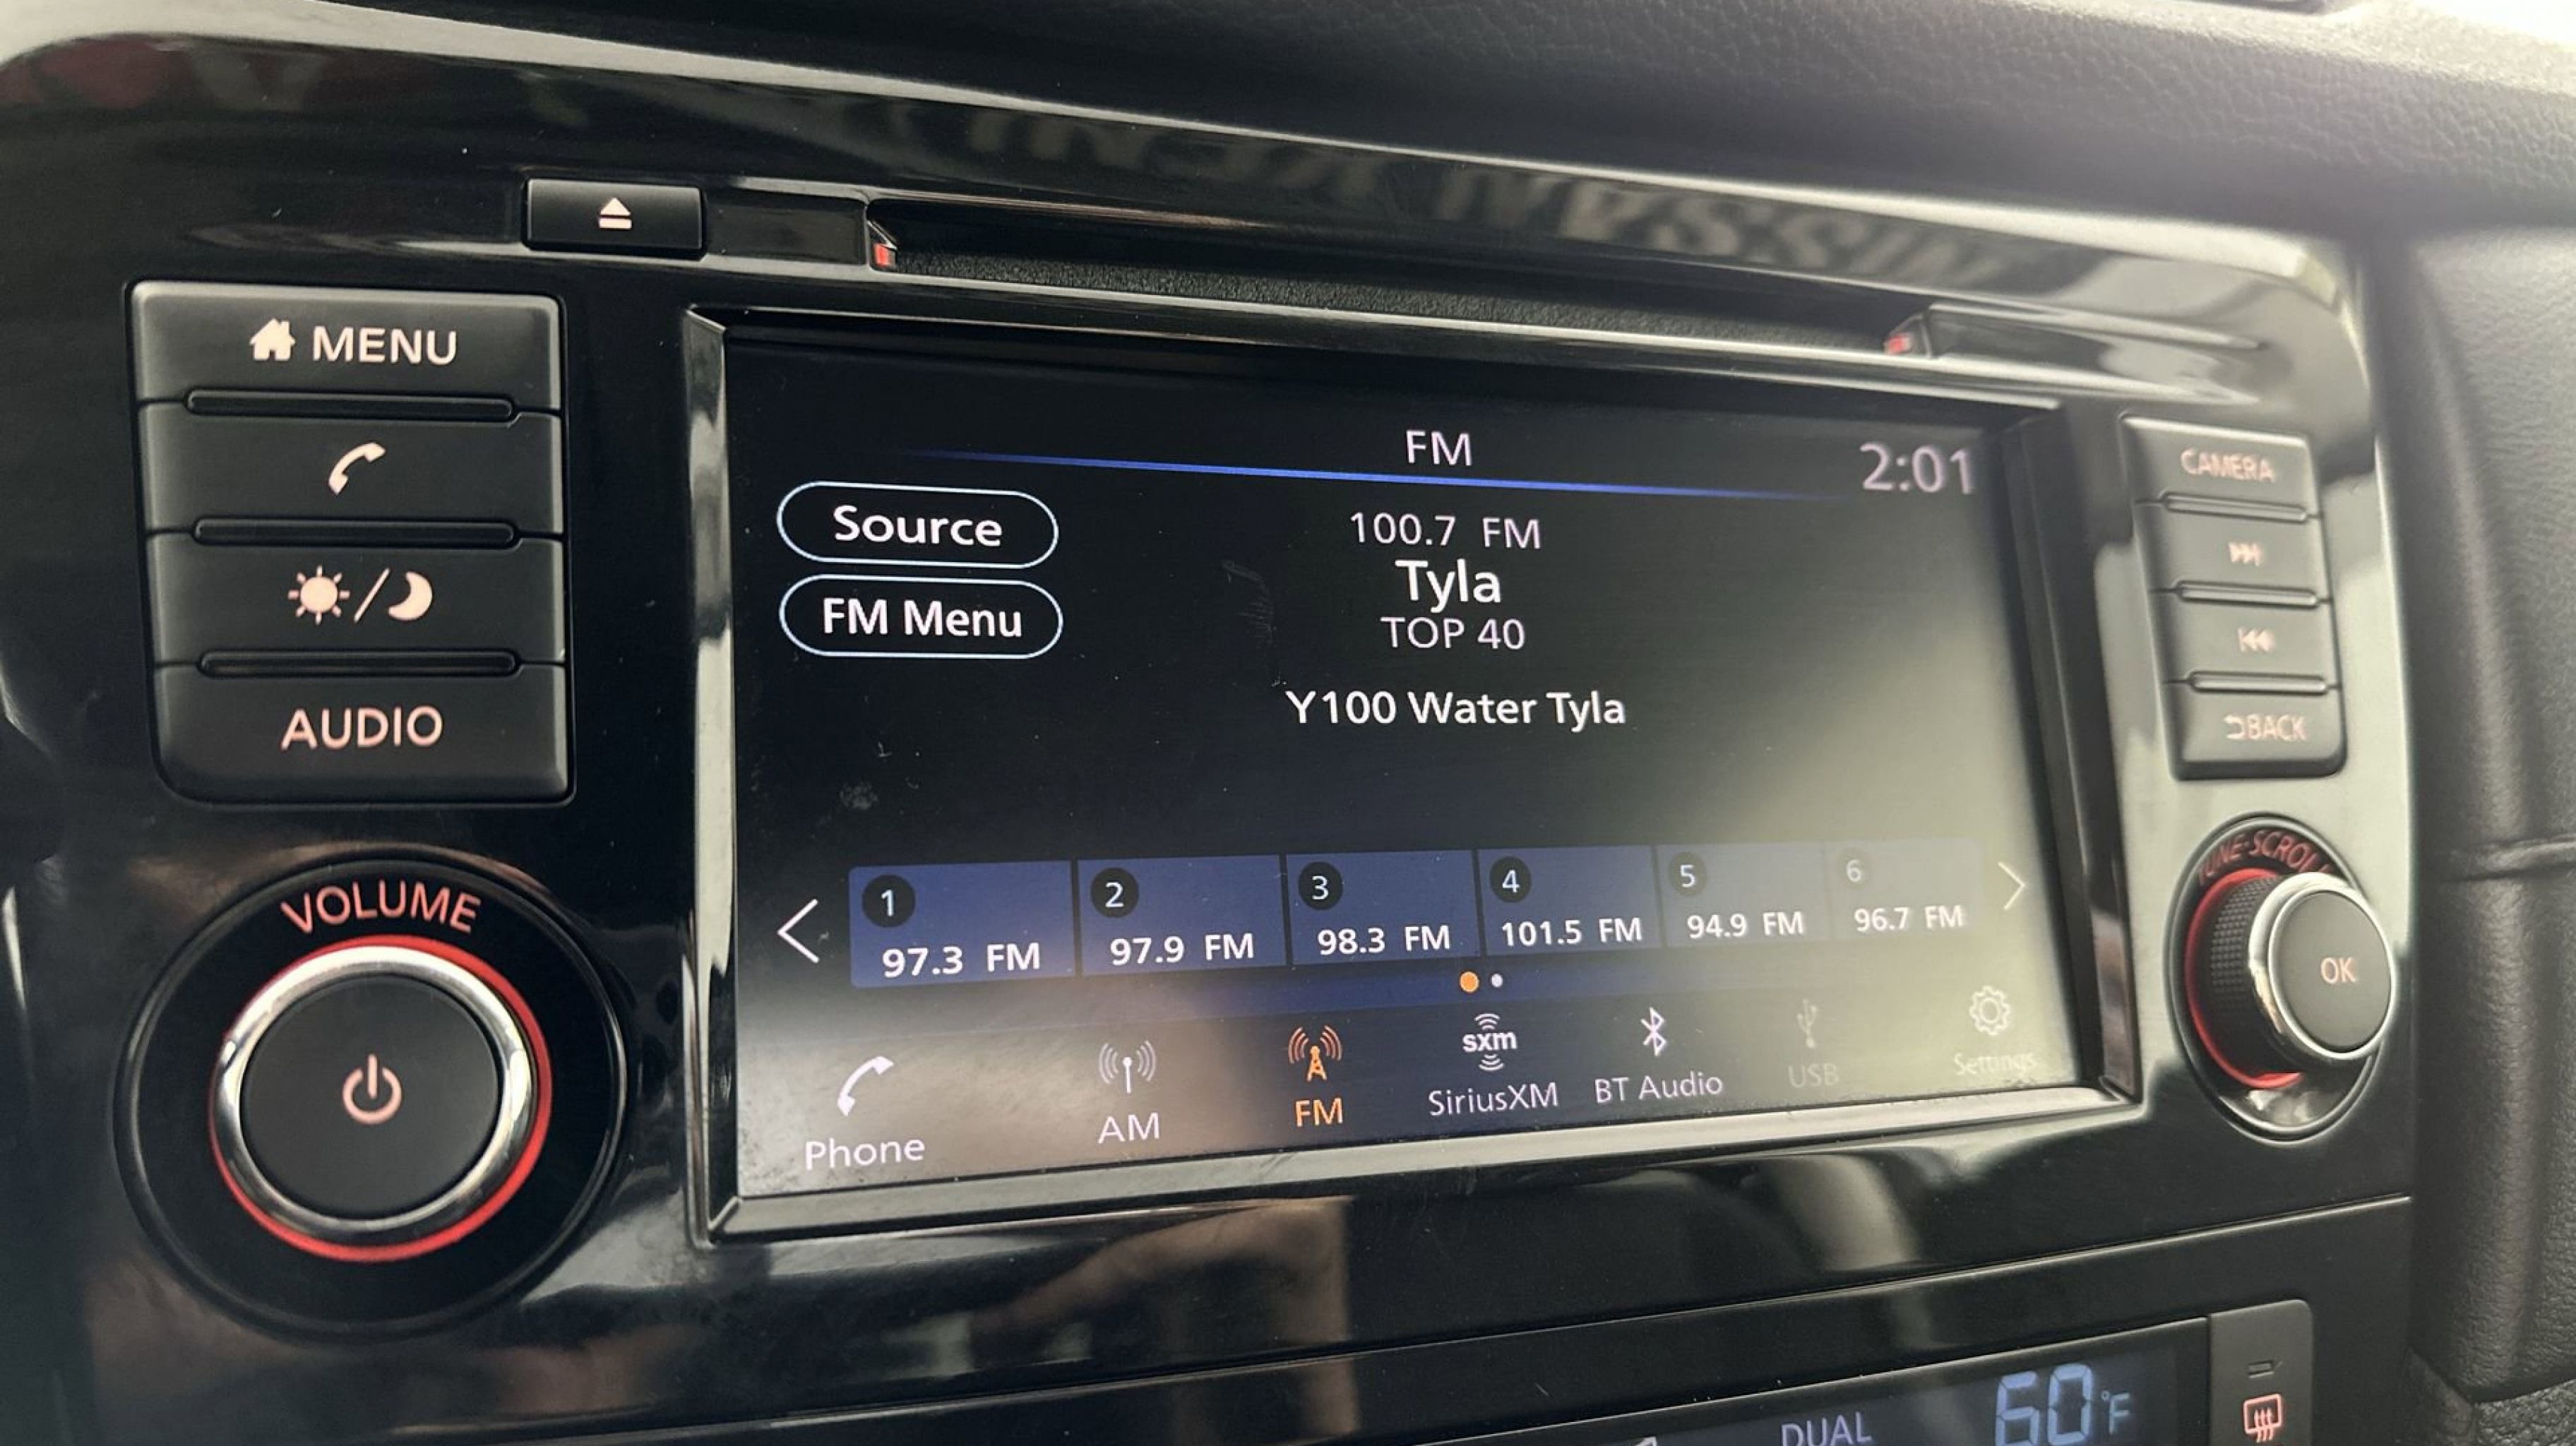 MENU
AUDIO
VOLUME
FM
2:01
Source
FM Menu
100.7 FM
Tyla
TOP 40
Y100 Water Tyla
1
97.3 FM
2
97.9 FM
3
98.3 FM
4
101.5 FM
5
94.9 FM
6
96.7 FM
Phone
AM
FM
sxm
SiriusXM
BT Audio
USB
Settings
CAMERA
BACK
TUNE·SCROLL
OK
DUAL
60°F